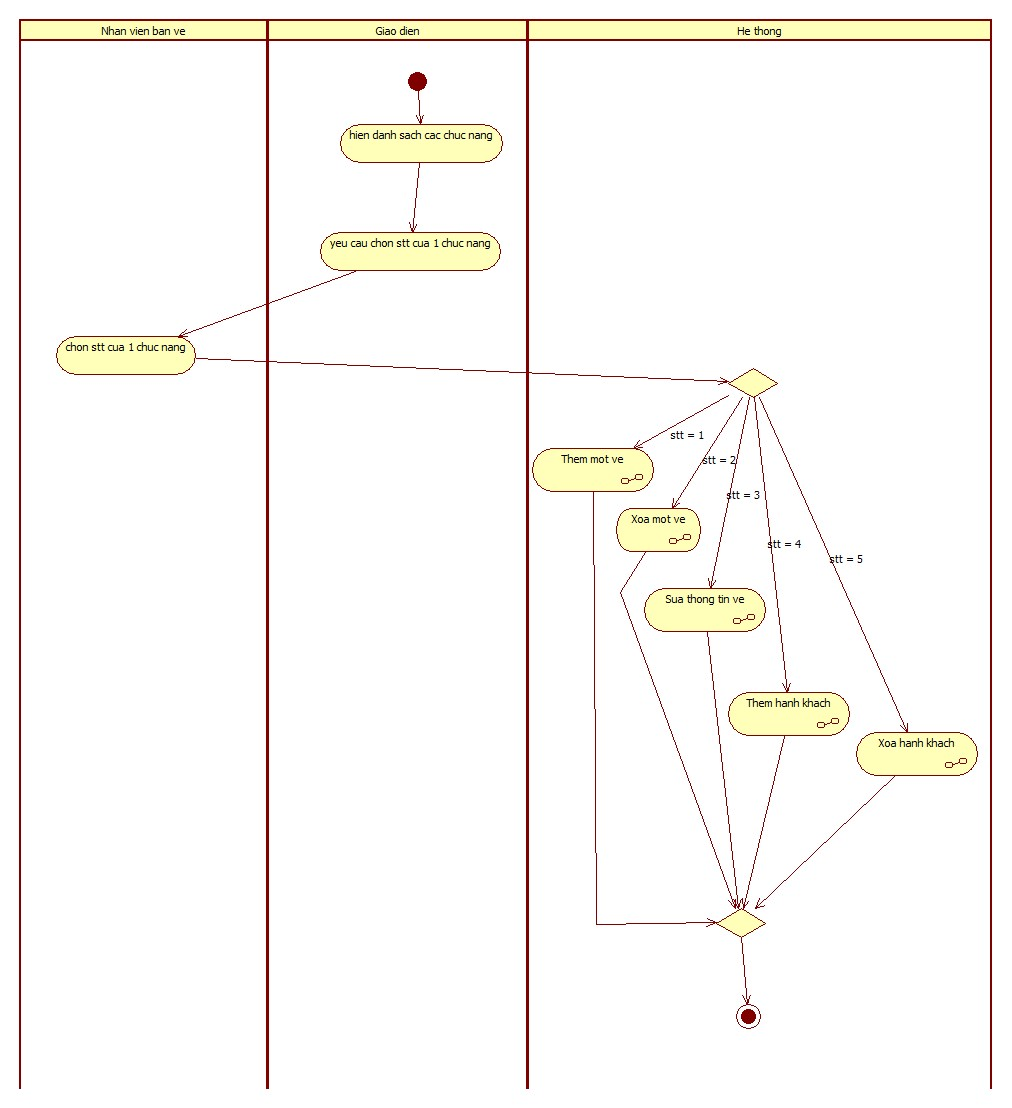 Nhan vien ban ve
Giao dien
He thong
hien danh sach cac chuc nang
yeu cau chon stt cua 1 chuc nang
chon stt cua 1 chuc nang
stt = 1
Them mot ve
stt = 2
stt = 3
Xoa mot ve
stt = 4
stt = 5
Sua thong tin ve
Them hanh khach
Xoa hanh khach